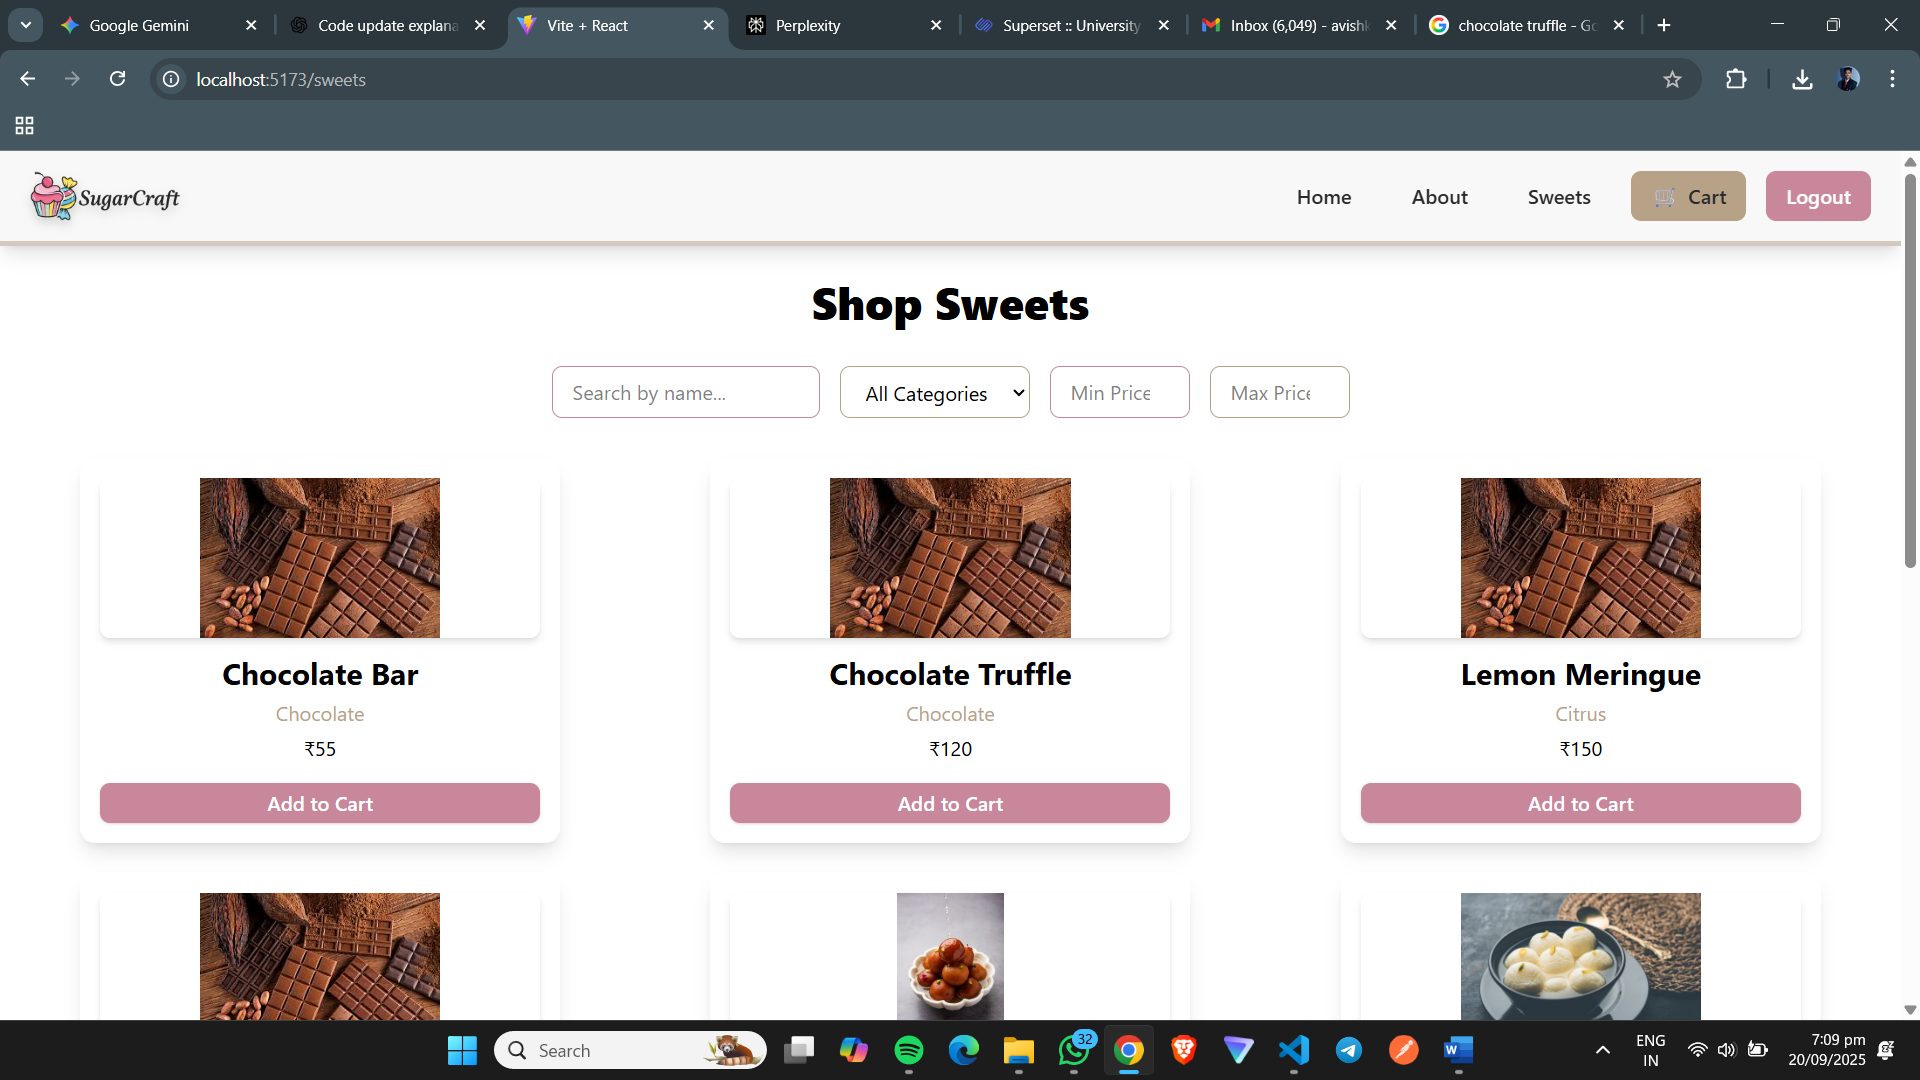 Google Gemini
Code update explana
Vite + React
Perplexity
Superset :: University
Inbox (6,049) - avishk
chocolate truffle - Go
localhost:5173/sweets
SugarCraft
Home
About
Sweets
Cart
Logout
Shop Sweets
Search by name...
All Categories
Min Price
Max Price
Chocolate Bar
Chocolate
₹55
Add to Cart
Chocolate Truffle
Chocolate
₹120
Add to Cart
Lemon Meringue
Citrus
₹150
Add to Cart
Search
32
W
ENG
IN
7:09 pm
20/09/2025